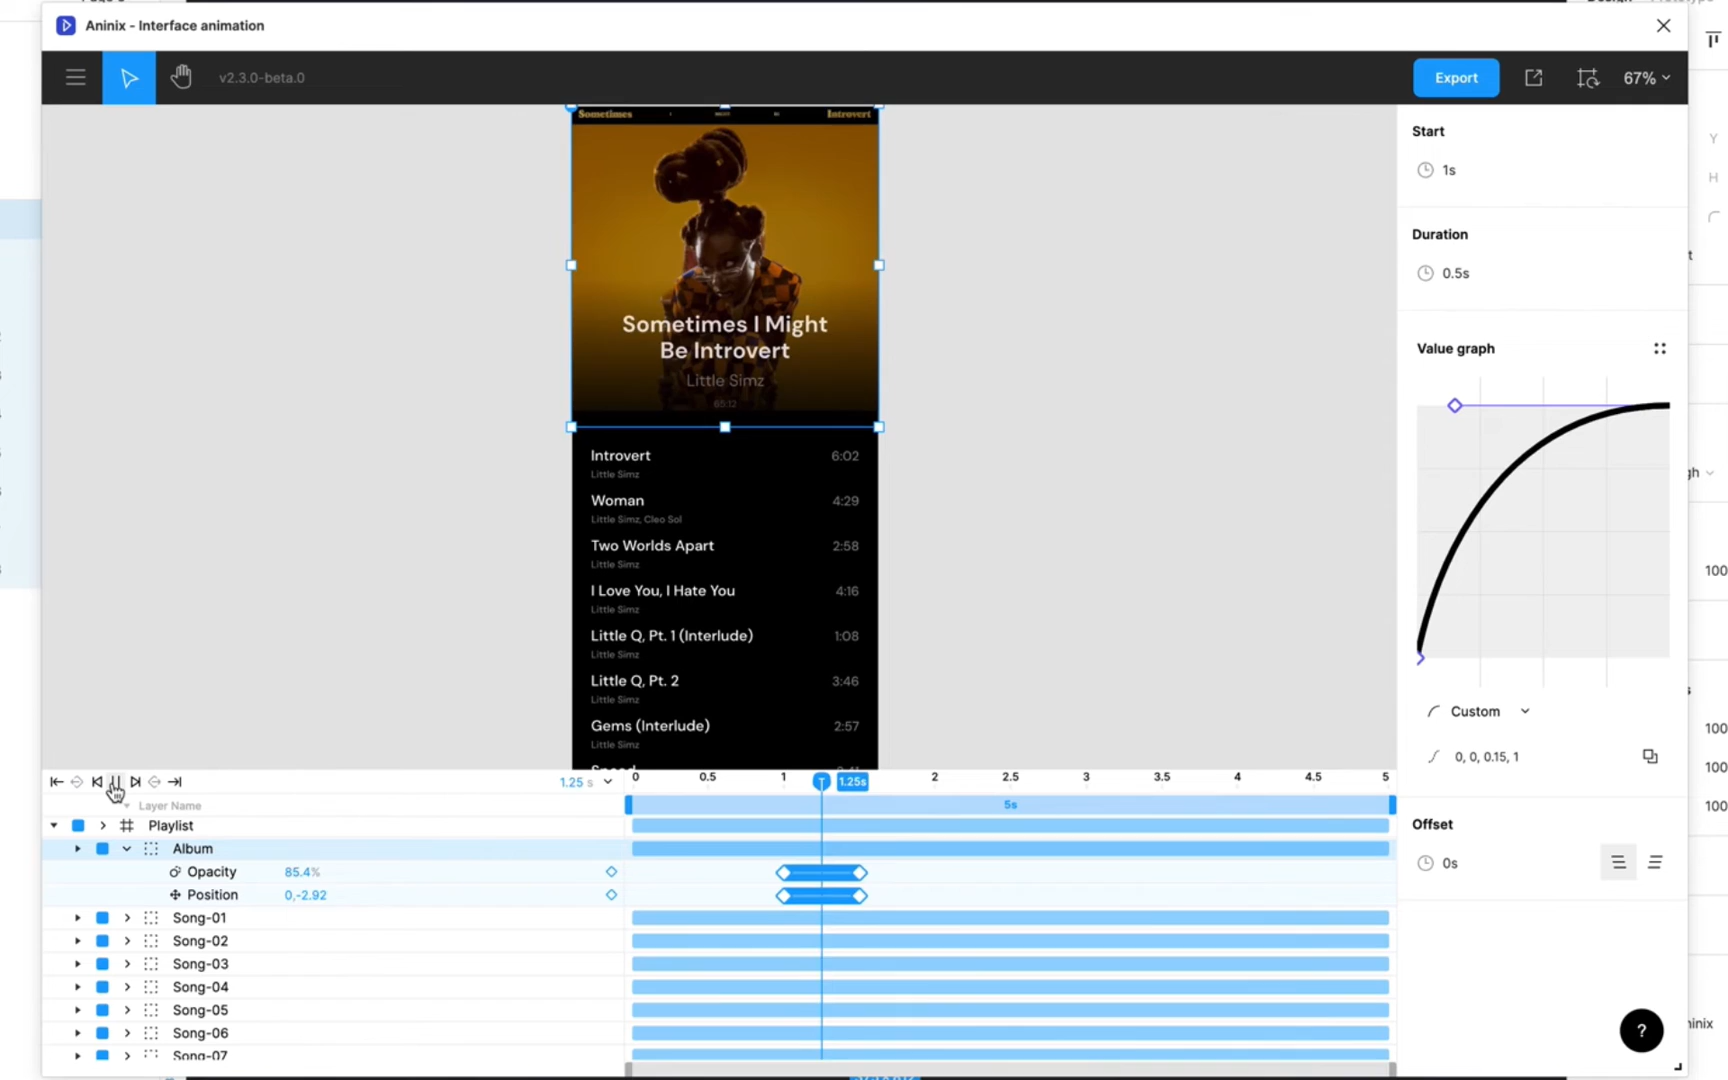 Aninix - Interface animation
v2.3.0-beta.0
Export
67%
Sometimes
Introvert
Sometimes I Might
Be Introvert
Little Simz
65:12
Introvert 6:02
Little Simz
Woman 4:29
Little Simz, Cleo Sol
Two Worlds Apart 2:58
Little Simz
I Love You, I Hate You 4:16
Little Simz
Little Q, Pt. 1 (Interlude) 1:08
Little Simz
Little Q, Pt. 2 3:46
Little Simz
Gems (Interlude) 2:57
Little Simz
Start
1s
Duration
0.5s
Value graph
Custom
0, 0, 0.15, 1
Offset
0s
1.25 s
0 0.5 1 1.25s 2 2.5 3 3.5 4 4.5 5
Layer Name
5s
Playlist
Album
Opacity 85.4%
Position 0,-2.92
Song-01
Song-02
Song-03
Song-04
Song-05
Song-06
Song-07
?
Y
H
100
100
100
100